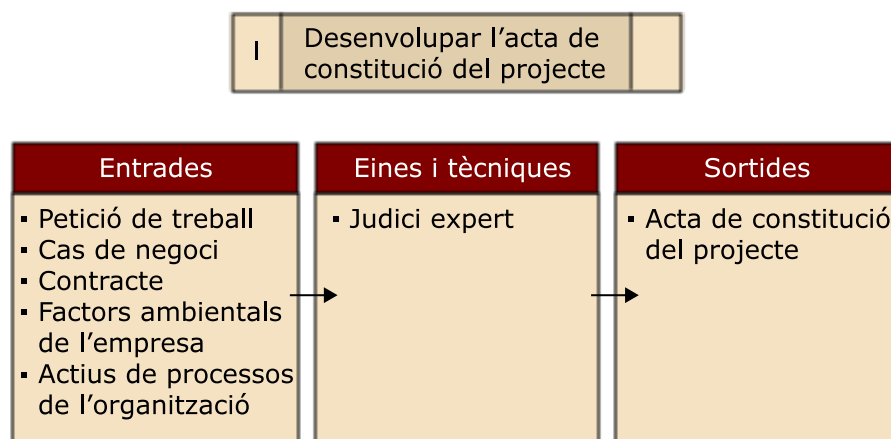 I
Desenvolupar l’acta de
constitució del projecte
Entrades
▪ Petició de treball
▪ Cas de negoci
▪ Contracte
▪ Factors ambientals
de l’empresa
▪ Actius de processos
de l’organització
Eines i tècniques
▪ Judici expert
Sortides
▪ Acta de constitució
del projecte